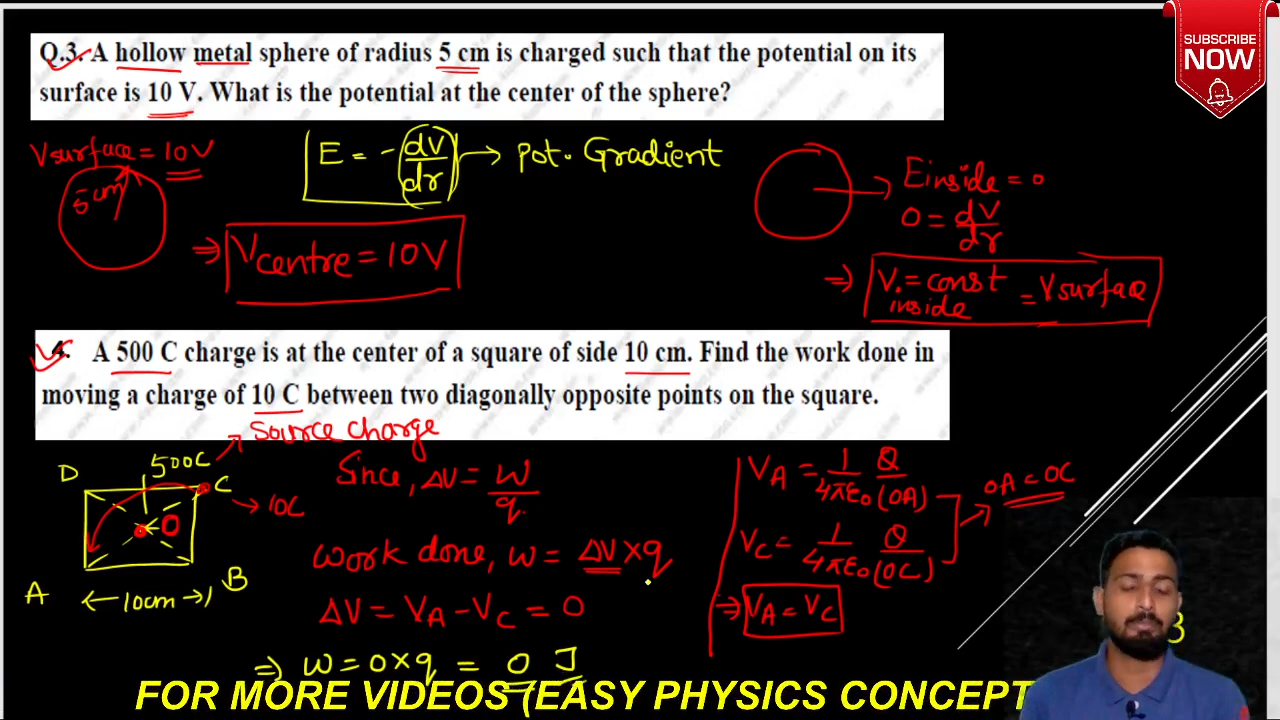 SUBSCRIBE
NOW
Q.3. A hollow metal sphere of radius 5 cm is charged such that the potential on its
surface is 10 V. What is the potential at the center of the sphere?
Vsurface = 10V
5cm
E = - dV/dr → Pot. Gradient
⇒ Vcentre = 10V
Einside = 0
0 = dV/dr
⇒ V inside = const = Vsurface
4. A 500 C charge is at the center of a square of side 10 cm. Find the work done in
moving a charge of 10 C between two diagonally opposite points on the square.
Source charge
D 500C C
→ 10C
O
A B
10cm
Since, ΔV = W/q
Work done, W = ΔV × q
ΔV = VA - VC = 0
⇒ W = 0 × q = 0 J
VA = 1/4πε0 Q/(OA)
OA = OC
VC = 1/4πε0 Q/(OC)
⇒ VA = VC
FOR MORE VIDEOS (EASY PHYSICS CONCEPT